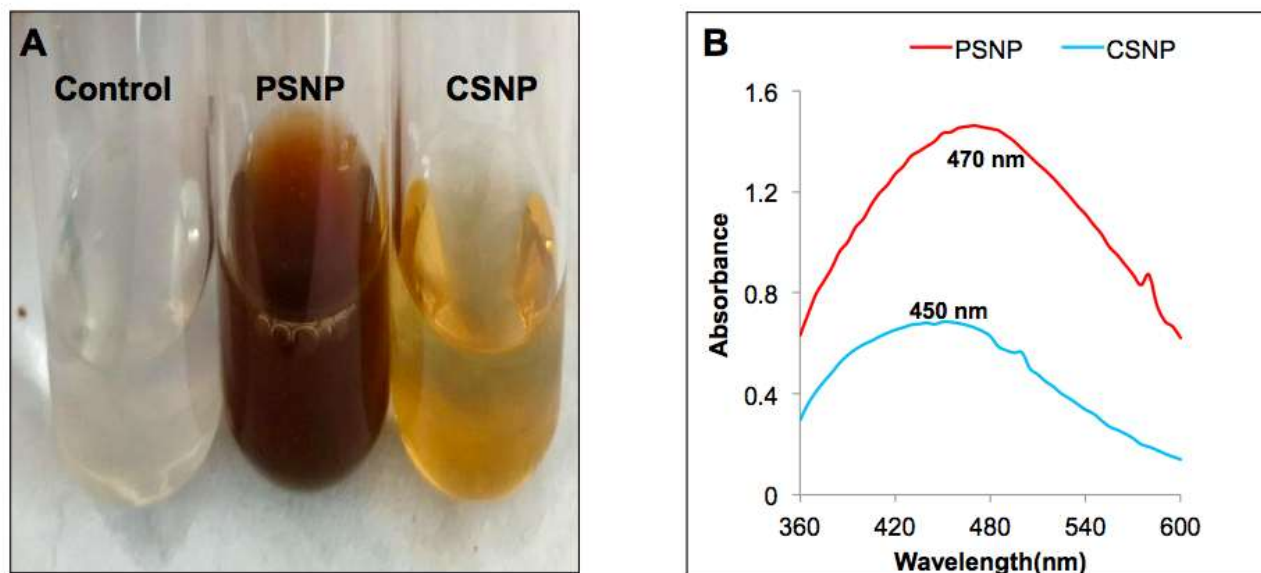 A
Control PSNP CSNP
B
PSNP CSNP
1.6
1.2
0.8
0.4
0
470 nm
450 nm
Absorbance
360 420 480 540 600
Wavelength(nm)